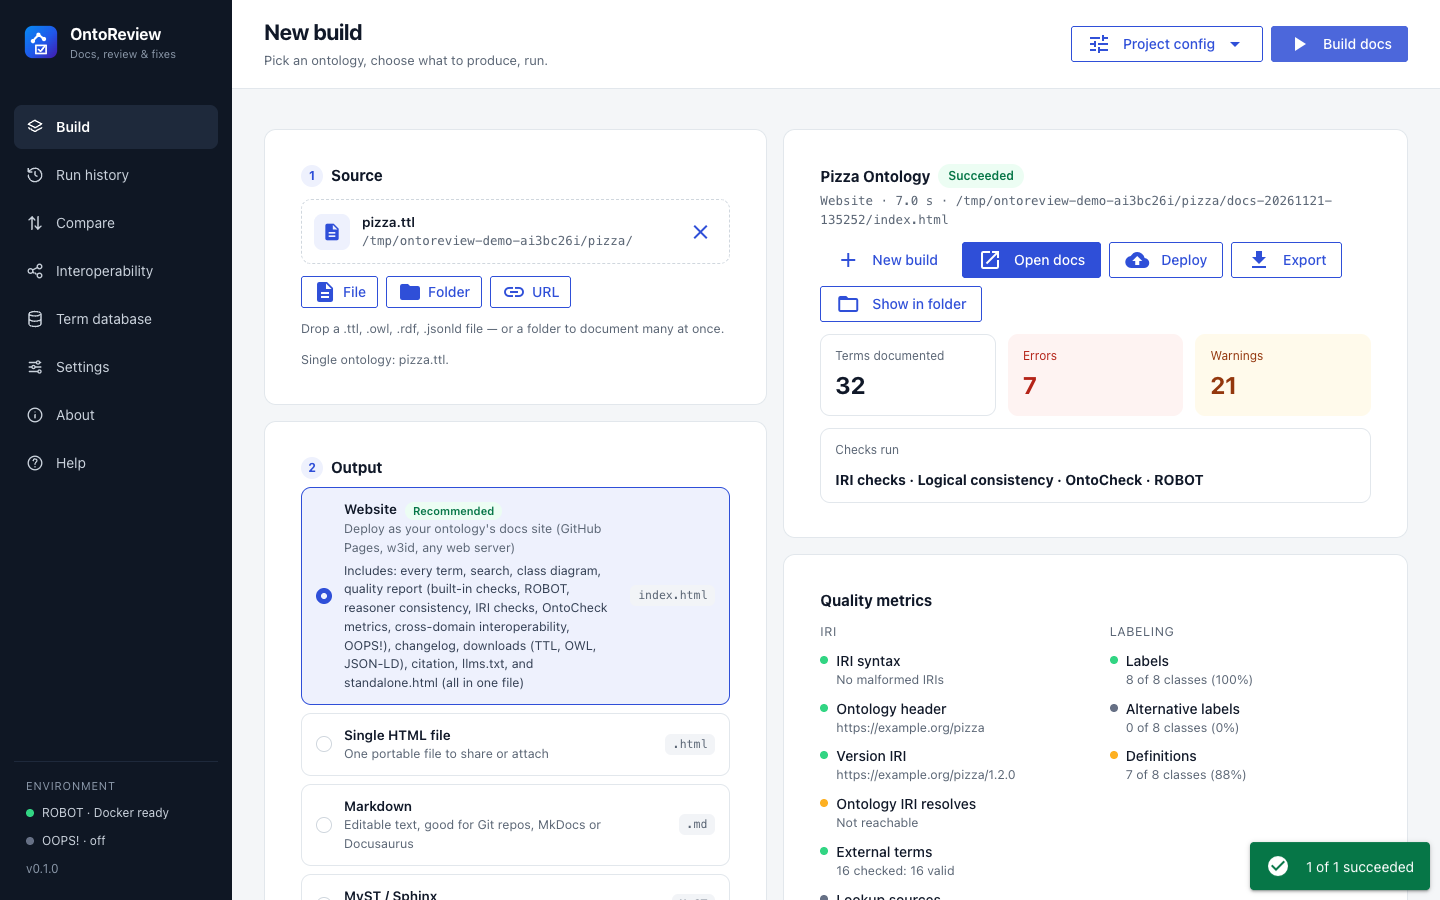 OntoReview
Docs, review & fixes
Build
Run history
Compare
Interoperability
Term database
Settings
About
Help
ENVIRONMENT
ROBOT · Docker ready
OOPS! · off
v0.1.0
New build
Pick an ontology, choose what to produce, run.
Project config
Build docs
1 Source
pizza.ttl
/tmp/ontoreview-demo-ai3bc26i/pizza/
File
Folder
URL
Drop a .ttl, .owl, .rdf, .jsonld file — or a folder to document many at once.
Single ontology: pizza.ttl.
2 Output
Website Recommended
Deploy as your ontology's docs site (GitHub
Pages, w3id, any web server)
Includes: every term, search, class diagram,
quality report (built-in checks, ROBOT,
reasoner consistency, IRI checks, OntoCheck
metrics, cross-domain interoperability,
OOPS!), changelog, downloads (TTL, OWL,
JSON-LD), citation, llms.txt, and
standalone.html (all in one file)
index.html
Single HTML file
One portable file to share or attach
.html
Markdown
Editable text, good for Git repos, MkDocs or
Docusaurus
.md
MyST / Sphinx
Pizza Ontology Succeeded
Website · 7.0 s · /tmp/ontoreview-demo-ai3bc26i/pizza/docs-20261121-
135252/index.html
New build
Open docs
Deploy
Export
Show in folder
Terms documented
32
Errors
7
Warnings
21
Checks run
IRI checks · Logical consistency · OntoCheck · ROBOT
Quality metrics
IRI
IRI syntax
No malformed IRIs
Ontology header
https://example.org/pizza
Version IRI
https://example.org/pizza/1.2.0
Ontology IRI resolves
Not reachable
External terms
16 checked: 16 valid
Lookup sources
LABELING
Labels
8 of 8 classes (100%)
Alternative labels
0 of 8 classes (0%)
Definitions
7 of 8 classes (88%)
1 of 1 succeeded